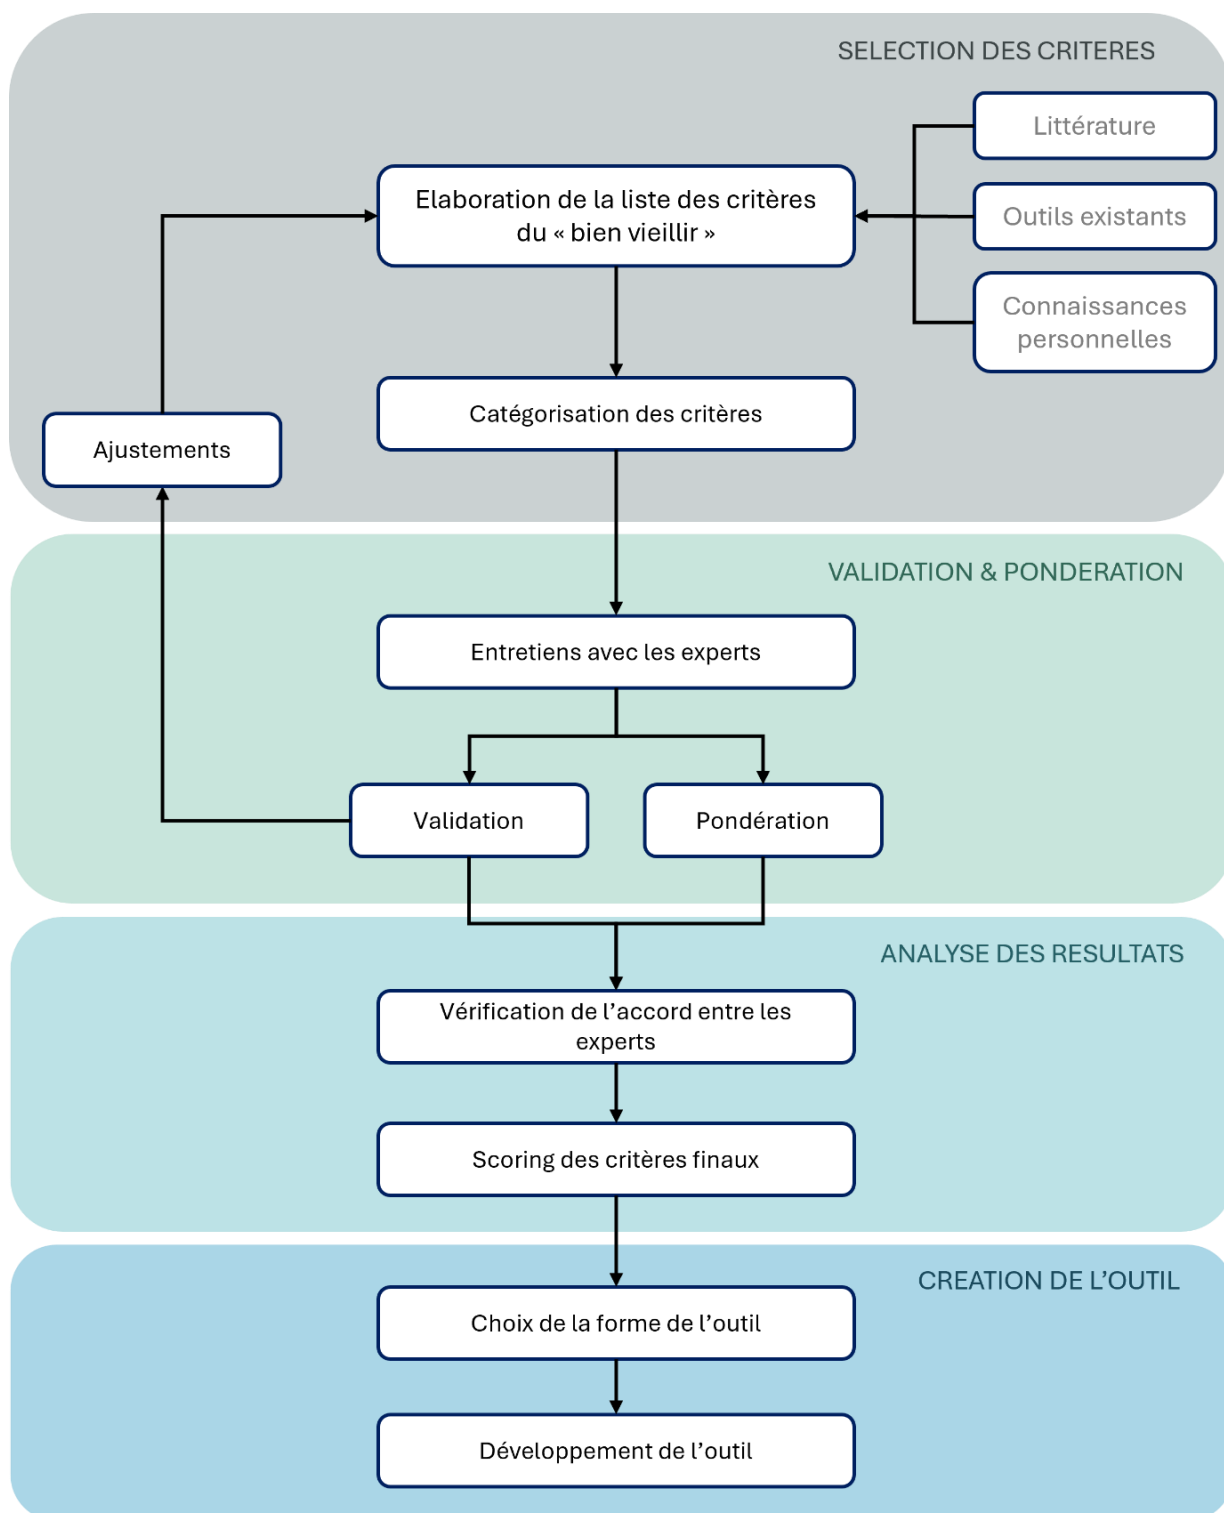 SELECTION DES CRITERES
Littérature
Elaboration de la liste des critères
du « bien vieillir »
Outils existants
Connaissances
personnelles
Catégorisation des critères
Ajustements
VALIDATION & PONDERATION
Entretiens avec les experts
Validation
Pondération
ANALYSE DES RESULTATS
Vérification de l’accord entre les
experts
Scoring des critères finaux
CREATION DE L’OUTIL
Choix de la forme de l’outil
Développement de l’outil